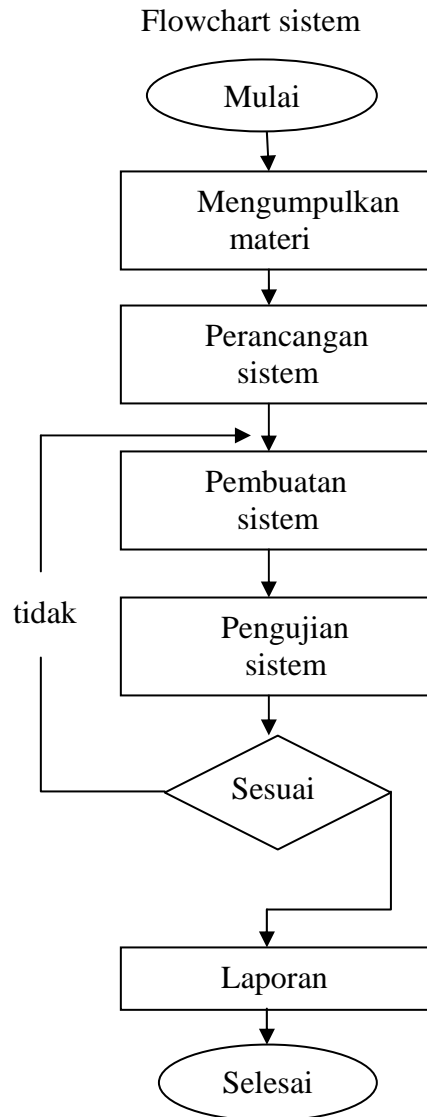 Flowchart sistem
Mulai
Mengumpulkan
materi
Perancangan
sistem
Pembuatan
sistem
tidak
Pengujian
sistem
Sesuai
Laporan
Selesai